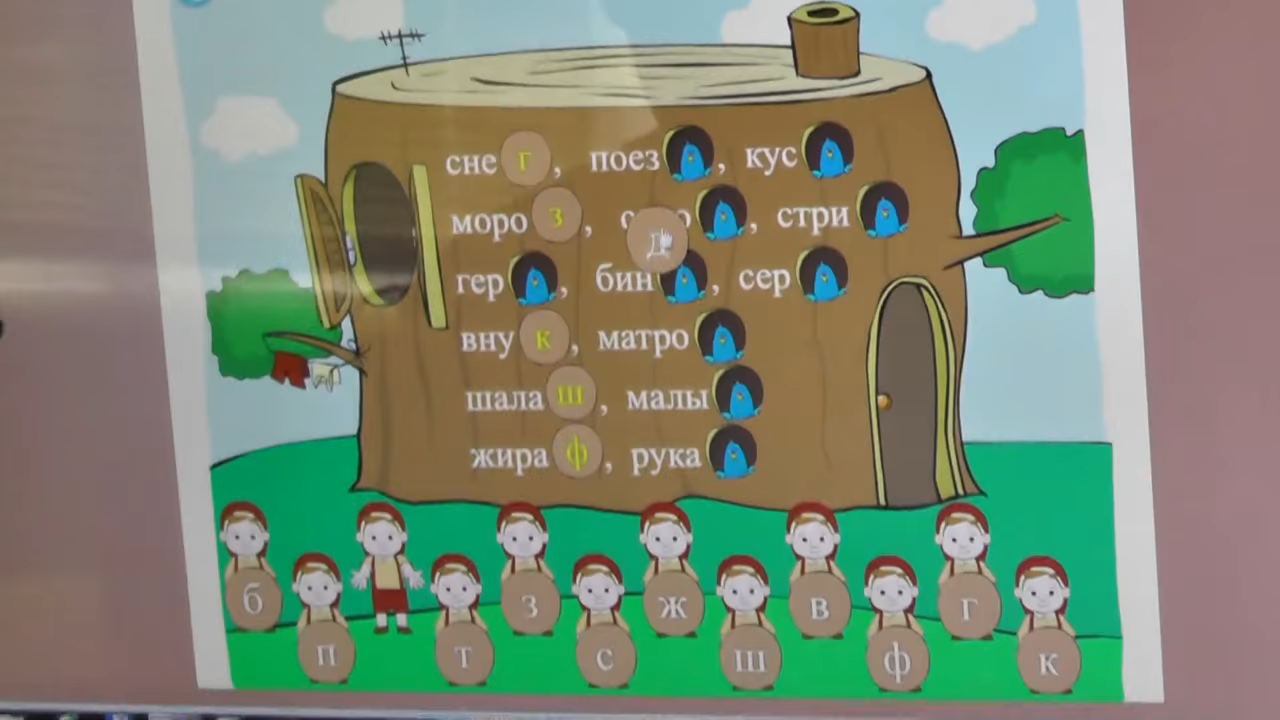 сне г , поез , кус
моро з , , стри
гер , бин , сер
вну к , матро
шала ш , малы
жира ф , рука
д
б з ж в г
п т с ш ф к